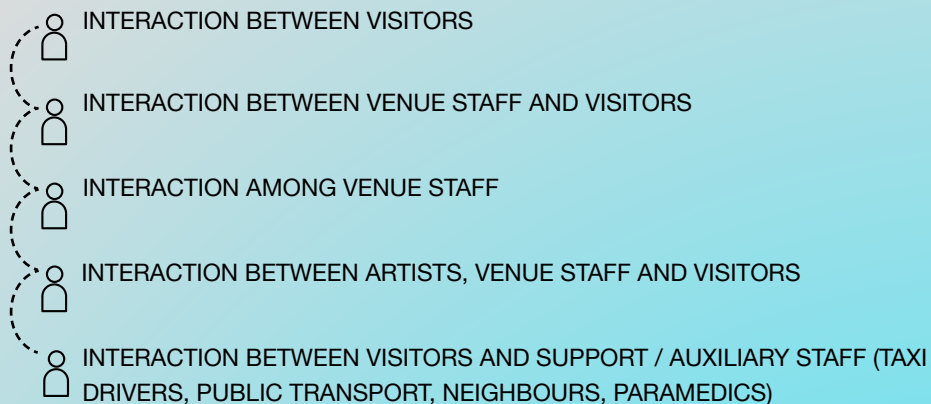 INTERACTION BETWEEN VISITORS
INTERACTION BETWEEN VENUE STAFF AND VISITORS
INTERACTION AMONG VENUE STAFF
INTERACTION BETWEEN ARTISTS, VENUE STAFF AND VISITORS
INTERACTION BETWEEN VISITORS AND SUPPORT / AUXILIARY STAFF (TAXI
DRIVERS, PUBLIC TRANSPORT, NEIGHBOURS, PARAMEDICS)